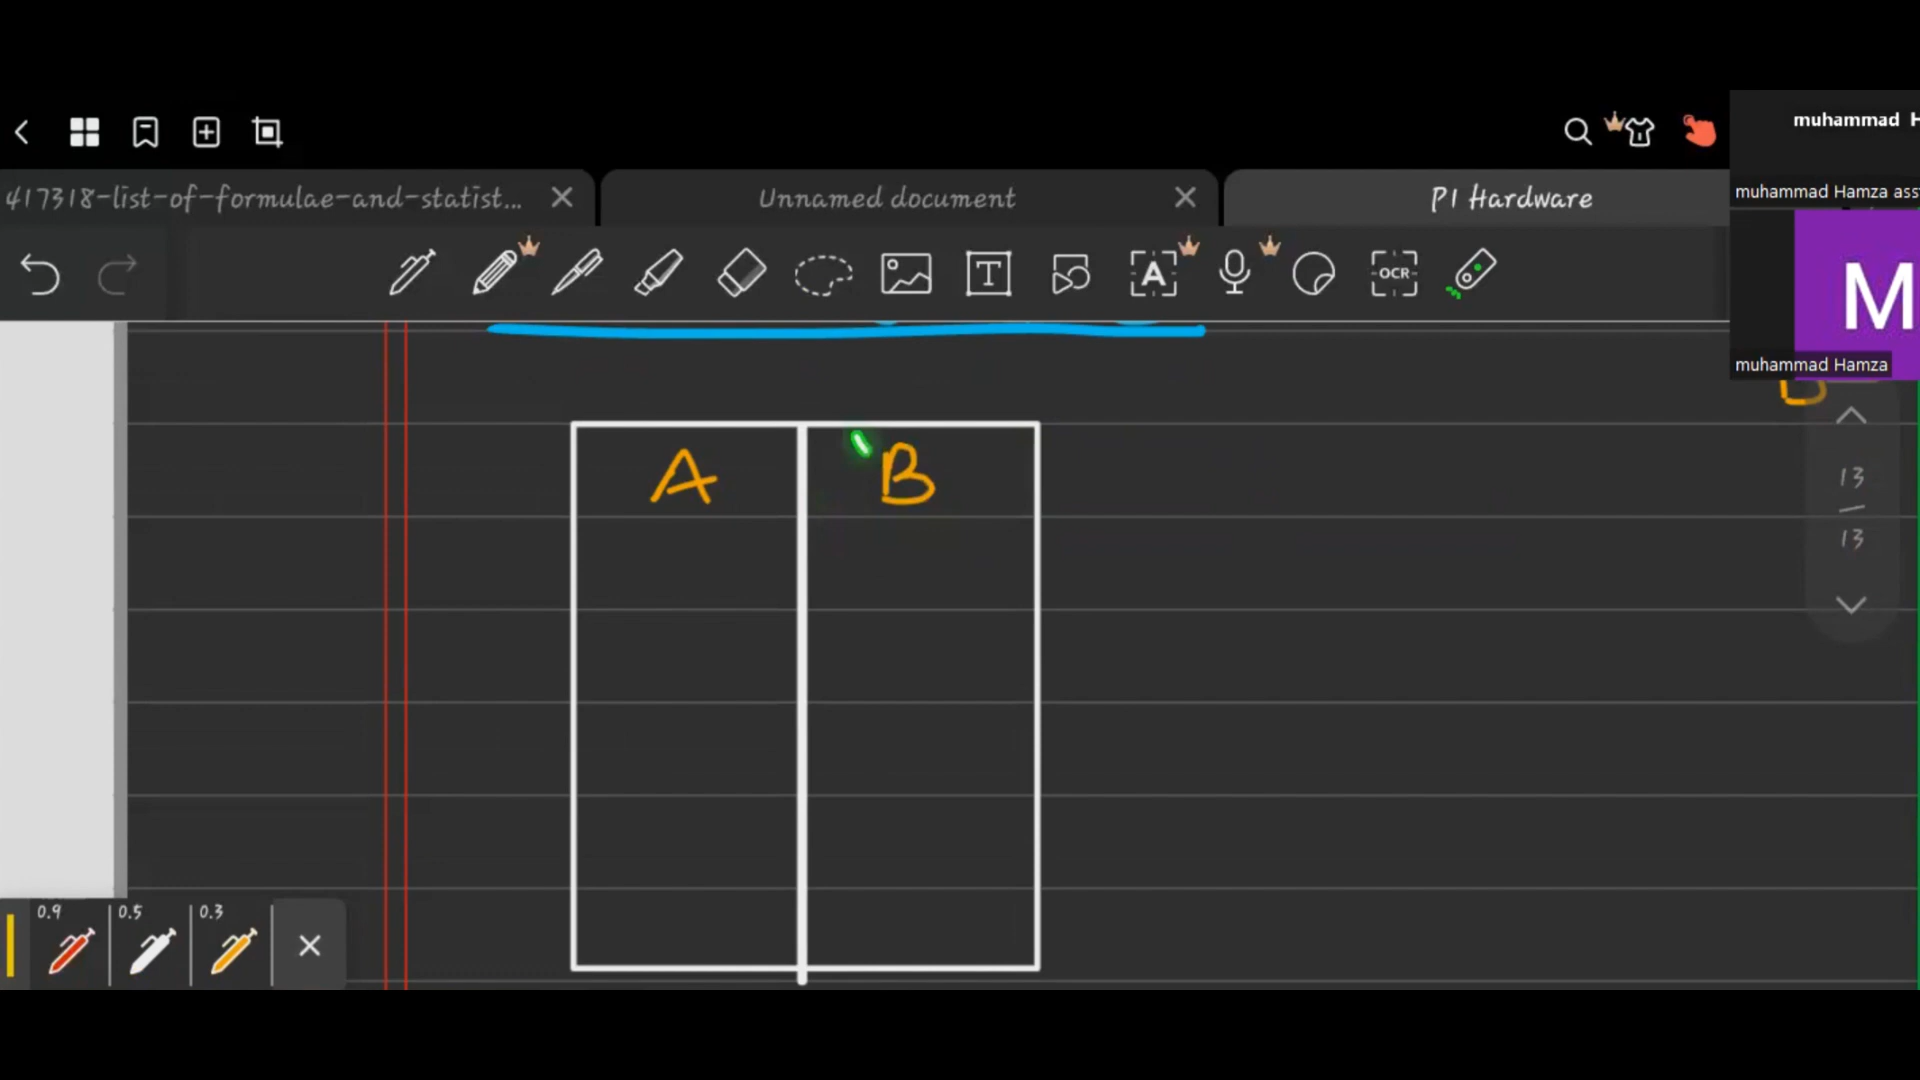 muhammad H
417318-list-of-formulae-and-statist...
Unnamed document
P1 Hardware
muhammad Hamza ass
T
A
OCR
M
muhammad Hamza
B
A
B
13
13
0.9
0.5
0.3